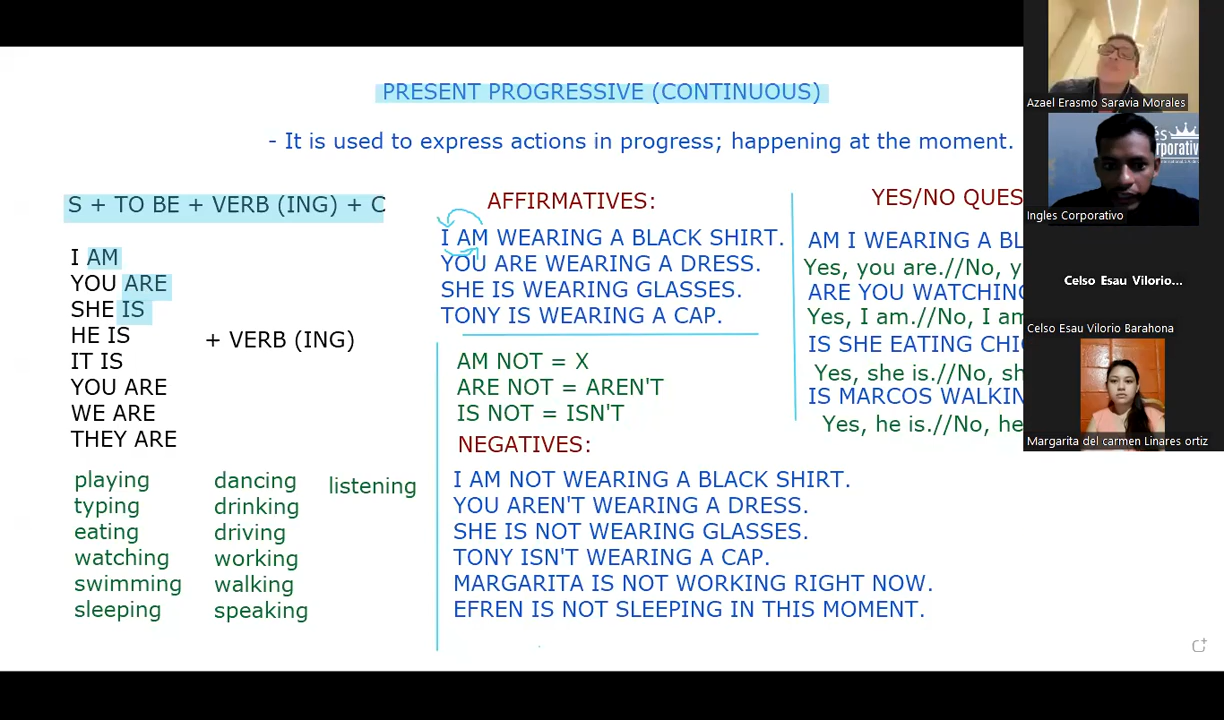 PRESENT PROGRESSIVE (CONTINUOUS)
- It is used to express actions in progress; happening at the moment.
S + TO BE + VERB (ING) + C
I AM
YOU ARE
SHE IS
HE IS
IT IS
YOU ARE
WE ARE
THEY ARE
+ VERB (ING)
playing
typing
eating
watching
swimming
sleeping
dancing
drinking
driving
working
walking
speaking
listening
AFFIRMATIVES:
I AM WEARING A BLACK SHIRT.
YOU ARE WEARING A DRESS.
SHE IS WEARING GLASSES.
TONY IS WEARING A CAP.
AM NOT = X
ARE NOT = AREN'T
IS NOT = ISN'T
NEGATIVES:
I AM NOT WEARING A BLACK SHIRT.
YOU AREN'T WEARING A DRESS.
SHE IS NOT WEARING GLASSES.
TONY ISN'T WEARING A CAP.
MARGARITA IS NOT WORKING RIGHT NOW.
EFREN IS NOT SLEEPING IN THIS MOMENT.
YES/NO QUES
AM I WEARING A BL
Yes, you are.//No, y
ARE YOU WATCHING
Yes, I am.//No, I am
IS SHE EATING CHI
Yes, she is.//No, sh
IS MARCOS WALKIN
Yes, he is.//No, he
Azael Erasmo Saravia Morales
és
orporativ
Ingles Corporativo
Celso Esau Vilorio...
Celso Esau Vilorio Barahona
Margarita del carmen Linares ortiz